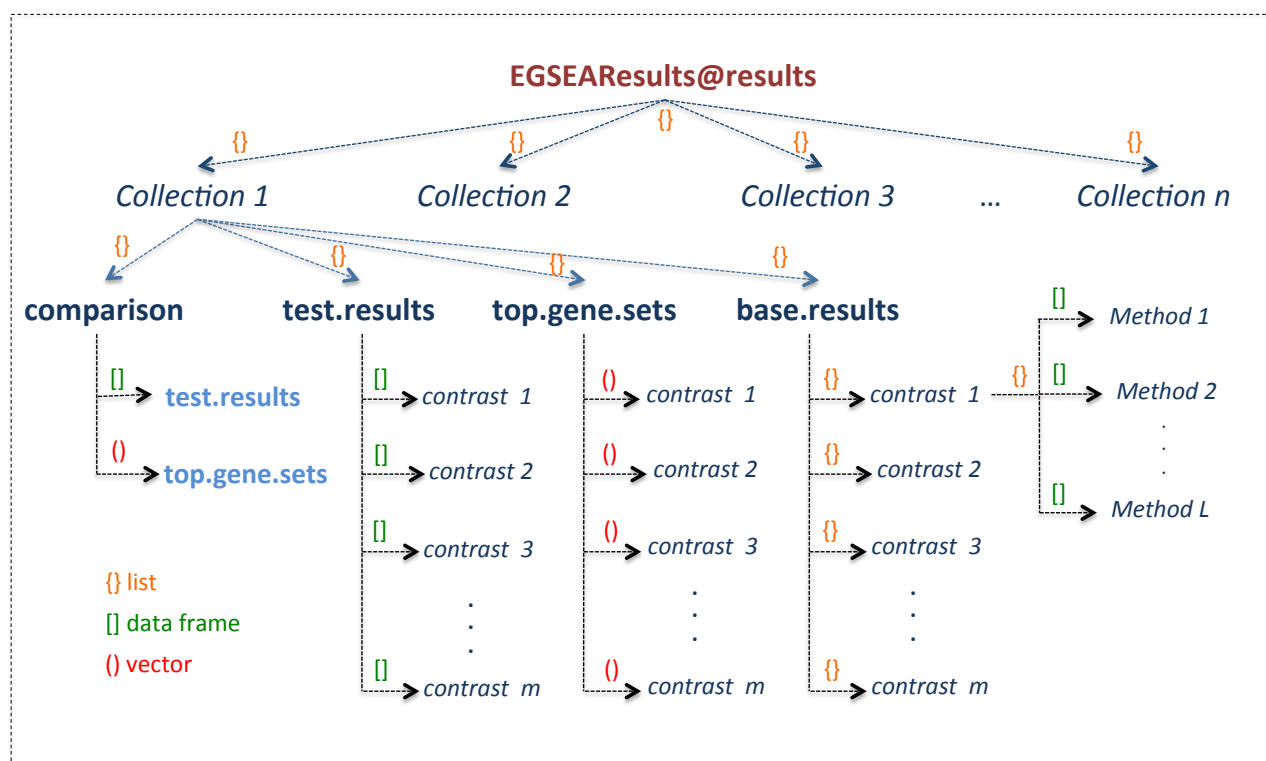 EGSEAResults@results
{} {} {} {} {}
Collection 1 Collection 2 Collection 3 ... Collection n
{} {} {} {}
comparison test.results top.gene.sets base.results
[] Method 1
[] test.results [] contrast 1 () contrast 1 {} contrast 1 {} [] Method 2
() top.gene.sets [] contrast 2 () contrast 2 {} contrast 2
. . .
[] Method L
[] contrast 3 () contrast 3 {} contrast 3
{} list
[] data frame
() vector
. . . . . . . . .
[] contrast m () contrast m {} contrast m